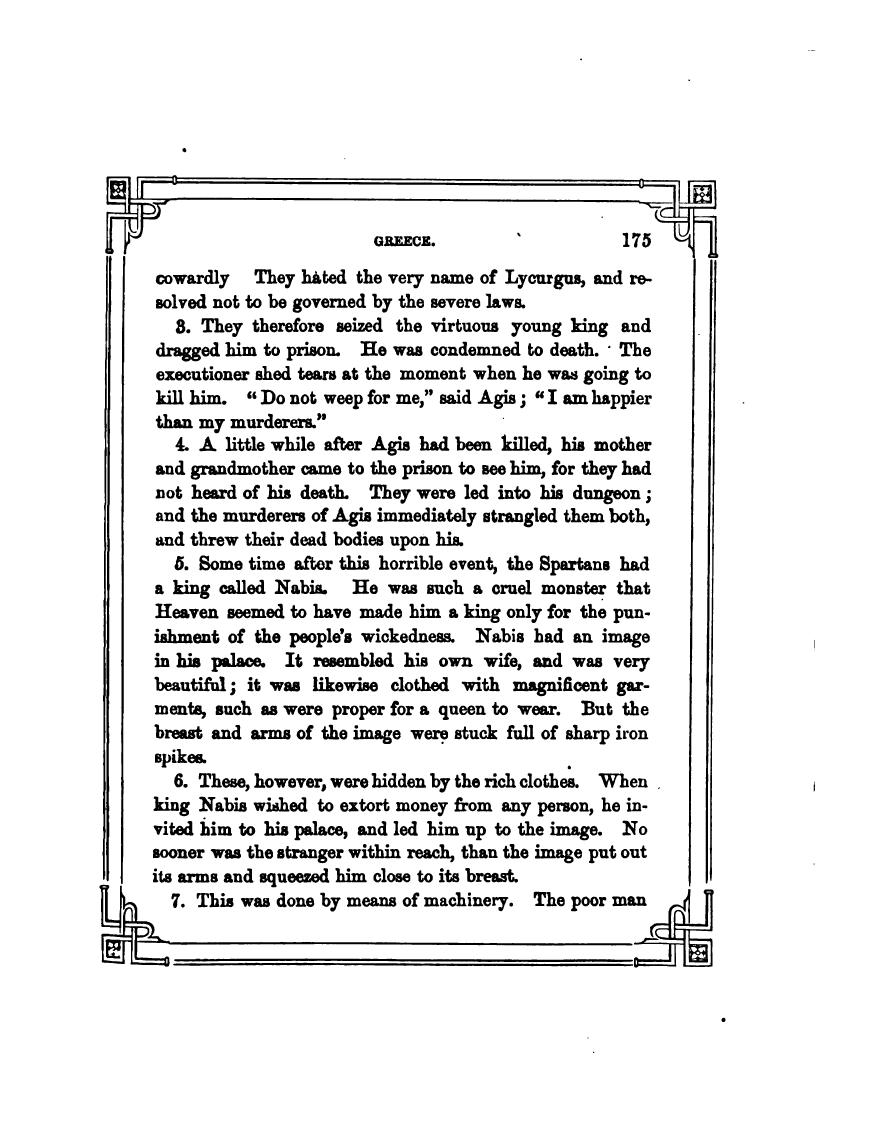 GREECE. 175
cowardly They hated the very name of Lycurgus, and re-
solved not to be governed by the severe laws.
3. They therefore seized the virtuous young king and
dragged him to prison. He was condemned to death. The
executioner shed tears at the moment when he was going to
kill him. “Do not weep for me,” said Agis; “I am happier
than my murderers.”
4. A little while after Agis had been killed, his mother
and grandmother came to the prison to see him, for they had
not heard of his death. They were led into his dungeon;
and the murderers of Agis immediately strangled them both,
and threw their dead bodies upon his.
5. Some time after this horrible event, the Spartans had
a king called Nabis. He was such a cruel monster that
Heaven seemed to have made him a king only for the pun-
ishment of the people's wickedness. Nabis had an image
in his palace. It resembled his own wife, and was very
beautiful; it was likewise clothed with magnificent gar-
ments, such as were proper for a queen to wear. But the
breast and arms of the image were stuck full of sharp iron
spikes.
6. These, however, were hidden by the rich clothes. When
king Nabis wished to extort money from any person, he in-
vited him to his palace, and led him up to the image. No
sooner was the stranger within reach, than the image put out
its arms and squeezed him close to its breast.
7. This was done by means of machinery. The poor man